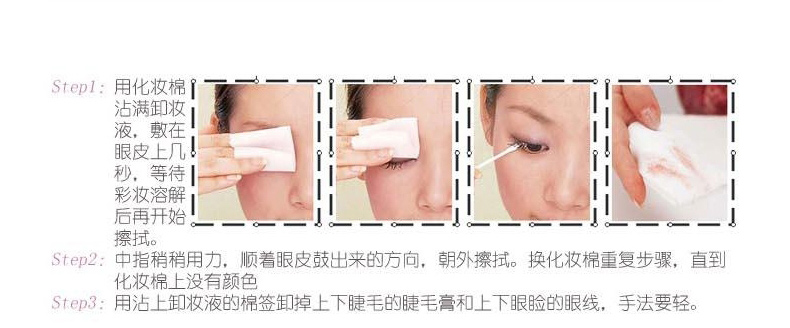 Step1: 用化妆棉
沾满卸妆
液，敷在
眼皮上几
秒，等待
彩妆溶解
后再开始
擦拭。
Step2: 中指稍稍用力，顺着眼皮鼓出来的方向，朝外擦拭。换化妆棉重复步骤，直到
化妆棉上没有颜色
Step3: 用沾上卸妆液的棉签卸掉上下睫毛的睫毛膏和上下眼睑的眼线，手法要轻。